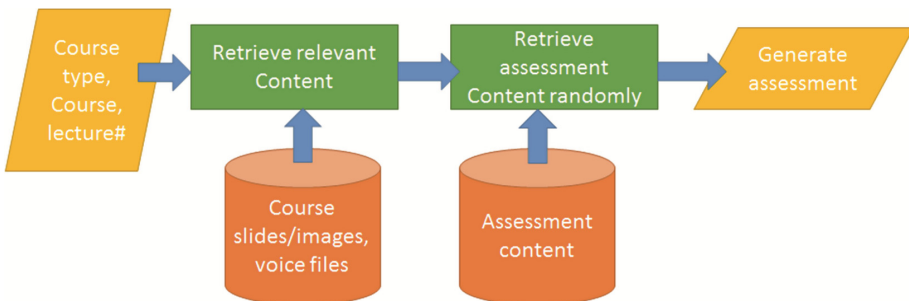 Course
type,
Course,
lecture#
Retrieve relevant
Content
Retrieve
assessment
Content randomly
Generate
assessment
Course
slides/images,
voice files
Assessment
content